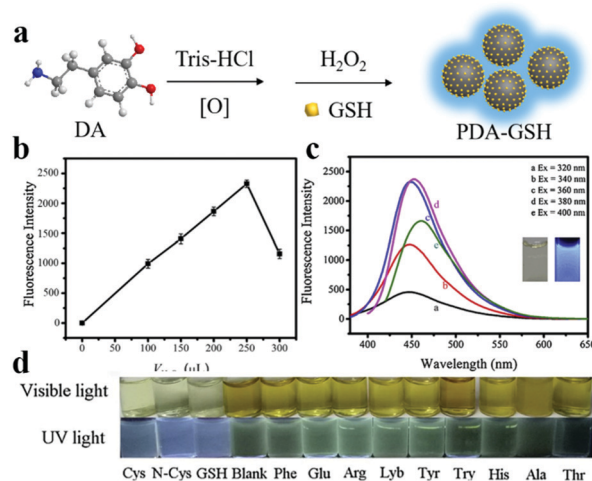 a
DA
Tris-HCl
[O]
H₂O₂
GSH
PDA-GSH
b
Fluorescence Intensity
2500
2000
1500
1000
500
0
0 50 100 150 200 250 300
(μL)
c
Fluorescence Intensity
2500
2000
1500
1000
500
0
400 450 500 550 600 650
Wavelength (nm)
a Ex = 320 nm
b Ex = 340 nm
c Ex = 360 nm
d Ex = 380 nm
e Ex = 400 nm
d
c
e
b
a
d
Visible light
UV light
Cys N-Cys GSH Blank Phe Glu Arg Lyb Tyr Try His Ala Thr